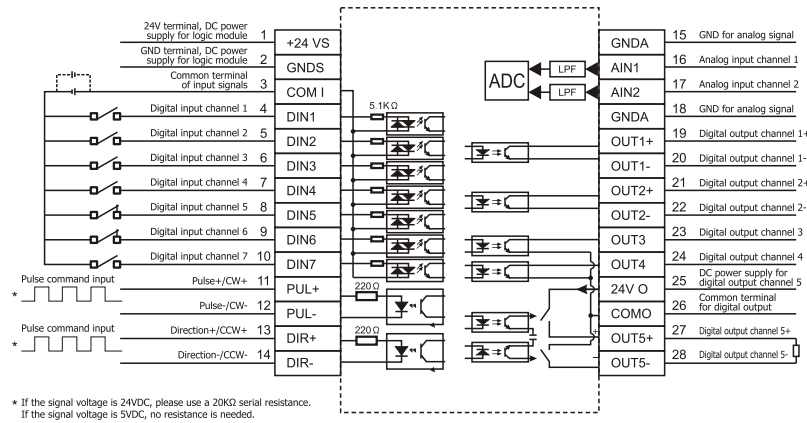 24V terminal, DC power
supply for logic module
1
+24 VS
GND terminal, DC power
supply for logic module
2
GNDS
Common terminal
of input signals
3
COM I
Digital input channel 1
4
DIN1
Digital input channel 2
5
DIN2
Digital input channel 3
6
DIN3
Digital input channel 4
7
DIN4
Digital input channel 5
8
DIN5
Digital input channel 6
9
DIN6
Digital input channel 7
10
DIN7
Pulse command input
*
Pulse+/CW+
11
PUL+
Pulse-/CW-
12
PUL-
Pulse command input
*
Direction+/CCW+
13
DIR+
Direction-/CCW-
14
DIR-
5.1KΩ
220Ω
220Ω
ADC
LPF
LPF
+
−
GNDA
15
GND for analog signal
AIN1
16
Analog input channel 1
AIN2
17
Analog input channel 2
GNDA
18
GND for analog signal
OUT1+
19
Digital output channel 1+
OUT1-
20
Digital output channel 1-
OUT2+
21
Digital output channel 2+
OUT2-
22
Digital output channel 2-
OUT3
23
Digital output channel 3
OUT4
24
Digital output channel 4
24V O
25
DC power supply for
digital output channel 5
COMO
26
Common terminal
for digital output
OUT5+
27
Digital output channel 5+
OUT5-
28
Digital output channel 5-
* If the signal voltage is 24VDC, please use a 20KΩ serial resistance.
If the signal voltage is 5VDC, no resistance is needed.